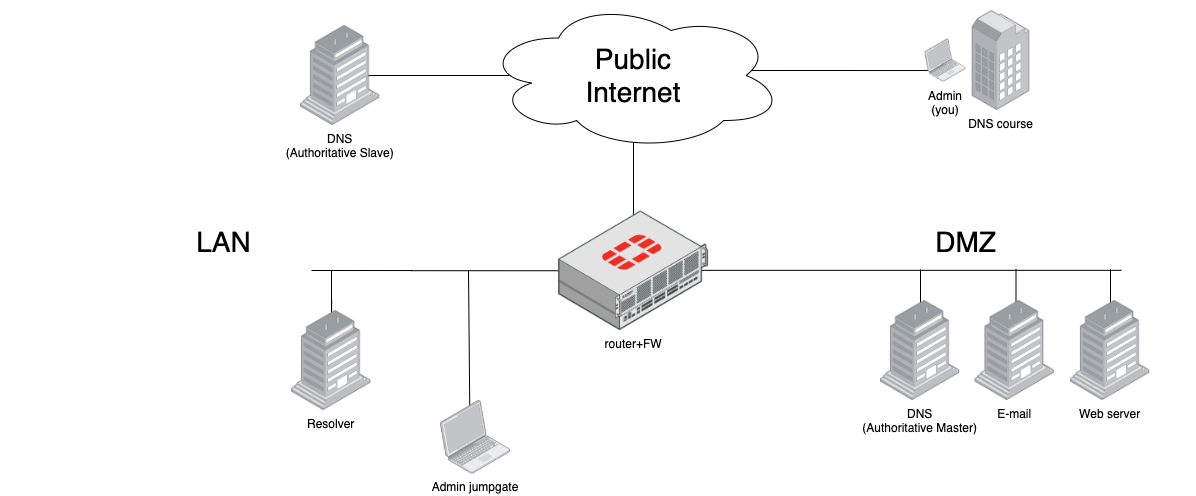 Public
Internet
DNS
(Authoritative Slave)
Admin
(you)
DNS course
LAN
DMZ
router+FW
Resolver
Admin jumpgate
DNS
(Authoritative Master)
E-mail
Web server